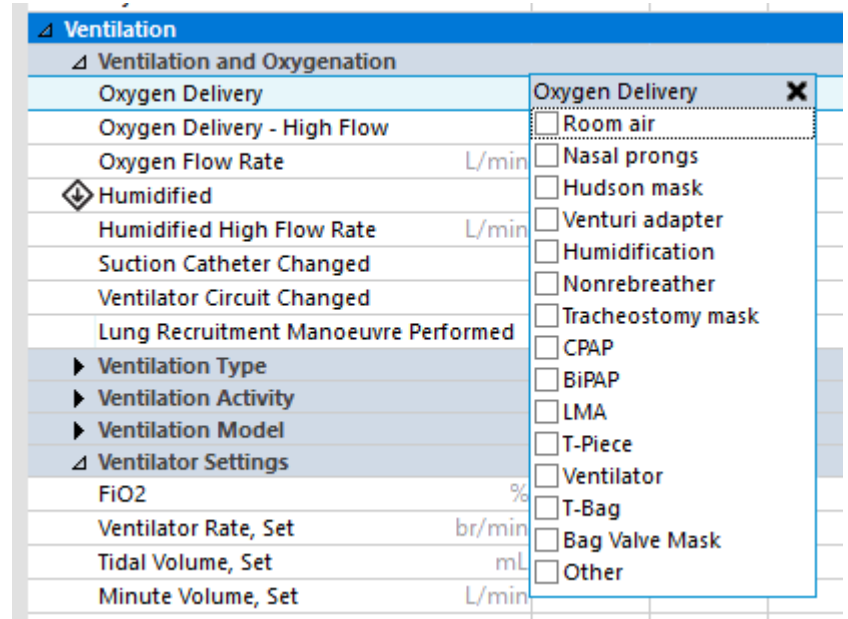 Ventilation
Ventilation and Oxygenation
Oxygen Delivery
Oxygen Delivery - High Flow
Oxygen Flow Rate L/min
Humidified
Humidified High Flow Rate L/min
Suction Catheter Changed
Ventilator Circuit Changed
Lung Recruitment Manoeuvre Performed
Ventilation Type
Ventilation Activity
Ventilation Model
Ventilator Settings
FiO2 %
Ventilator Rate, Set br/min
Tidal Volume, Set mL
Minute Volume, Set L/min
Oxygen Delivery
Room air
Nasal prongs
Hudson mask
Venturi adapter
Humidification
Nonrebreather
Tracheostomy mask
CPAP
BiPAP
LMA
T-Piece
Ventilator
T-Bag
Bag Valve Mask
Other